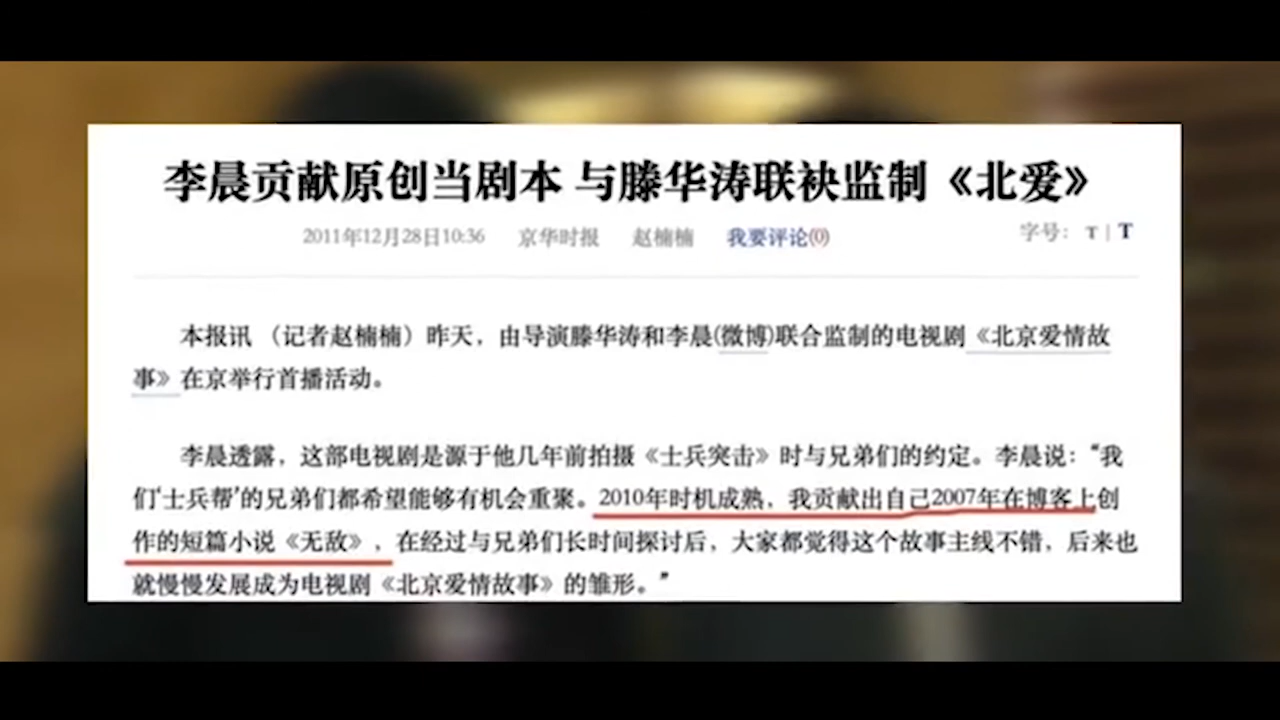 李晨贡献原创当剧本 与滕华涛联袂监制《北爱》
2011年12月28日10:36 京华时报 赵楠楠 我要评论(0) 字号： T | T
本报讯 （记者赵楠楠）昨天，由导演滕华涛和李晨(微博)联合监制的电视剧《北京爱情故
事》在京举行首播活动。
李晨透露，这部电视剧是源于他几年前拍摄《士兵突击》时与兄弟们的约定。李晨说：“我
们‘士兵帮’的兄弟们都希望能够有机会重聚。2010年时机成熟，我贡献出自己2007年在博客上创
作的短篇小说《无敌》，在经过与兄弟们长时间探讨后，大家都觉得这个故事主线不错，后来也
就慢慢发展成为电视剧《北京爱情故事》的雏形。”